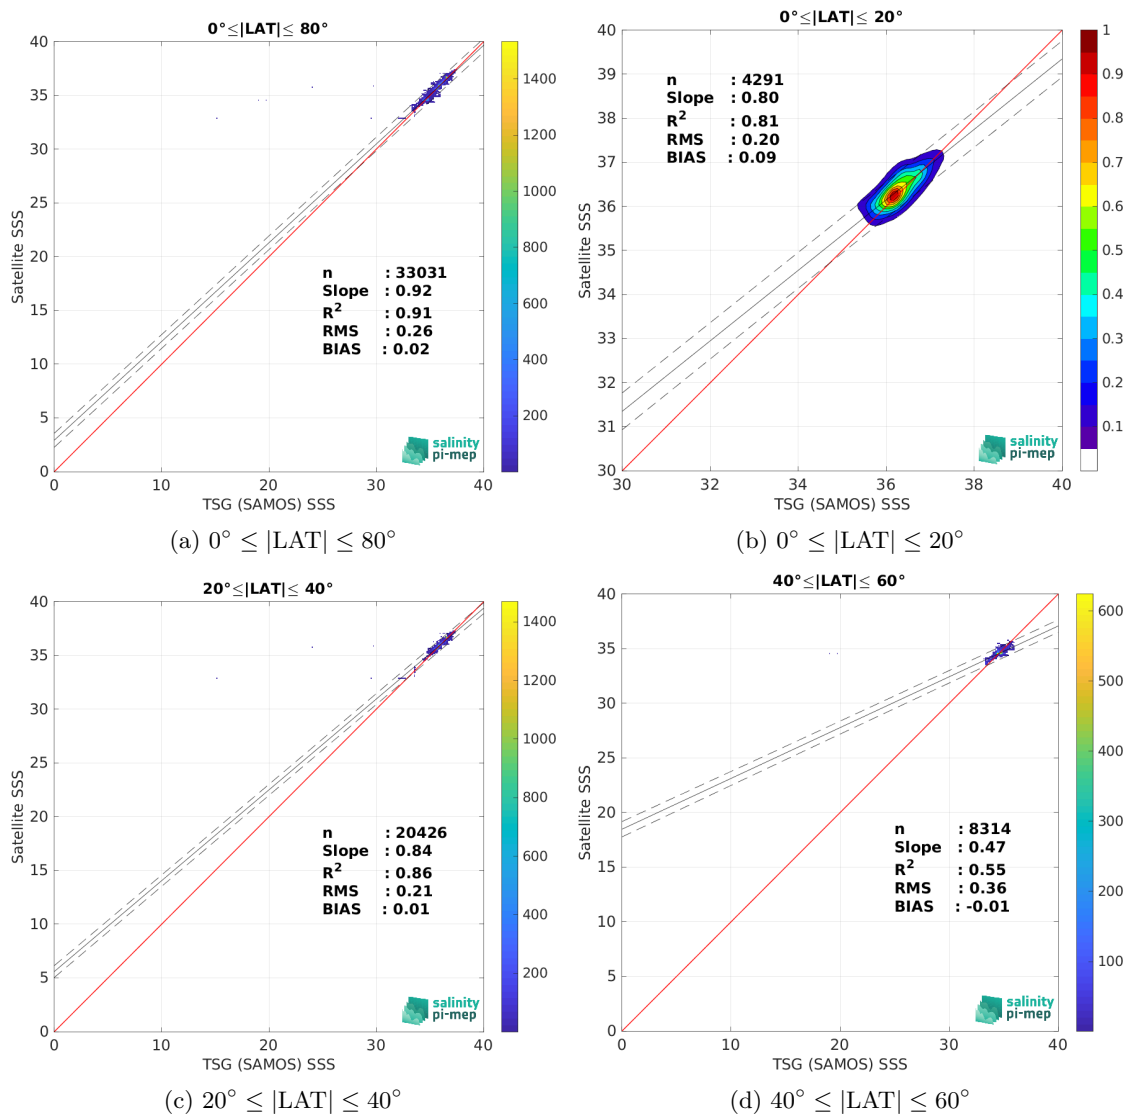 0°≤|LAT|≤ 80°
40
35
30
25
20
15
10
5
0
Satellite SSS
n : 33031
Slope : 0.92
R2 : 0.91
RMS : 0.26
BIAS : 0.02
salinity
pi-mep
0 10 20 30 40
TSG (SAMOS) SSS
1400
1200
1000
800
600
400
200
(a) 0° ≤ |LAT| ≤ 80°
0°≤|LAT|≤ 20°
40
39
38
37
36
35
34
33
32
31
30
Satellite SSS
n : 4291
Slope : 0.80
R2 : 0.81
RMS : 0.20
BIAS : 0.09
salinity
pi-mep
30 32 34 36 38 40
TSG (SAMOS) SSS
1
0.9
0.8
0.7
0.6
0.5
0.4
0.3
0.2
0.1
(b) 0° ≤ |LAT| ≤ 20°
20°≤|LAT|≤ 40°
40
35
30
25
20
15
10
5
0
Satellite SSS
n : 20426
Slope : 0.84
R2 : 0.86
RMS : 0.21
BIAS : 0.01
salinity
pi-mep
0 10 20 30 40
TSG (SAMOS) SSS
1400
1200
1000
800
600
400
200
(c) 20° ≤ |LAT| ≤ 40°
40°≤|LAT|≤ 60°
40
35
30
25
20
15
10
5
0
Satellite SSS
n : 8314
Slope : 0.47
R2 : 0.55
RMS : 0.36
BIAS : -0.01
salinity
pi-mep
0 10 20 30 40
TSG (SAMOS) SSS
600
500
400
300
200
100
(d) 40° ≤ |LAT| ≤ 60°